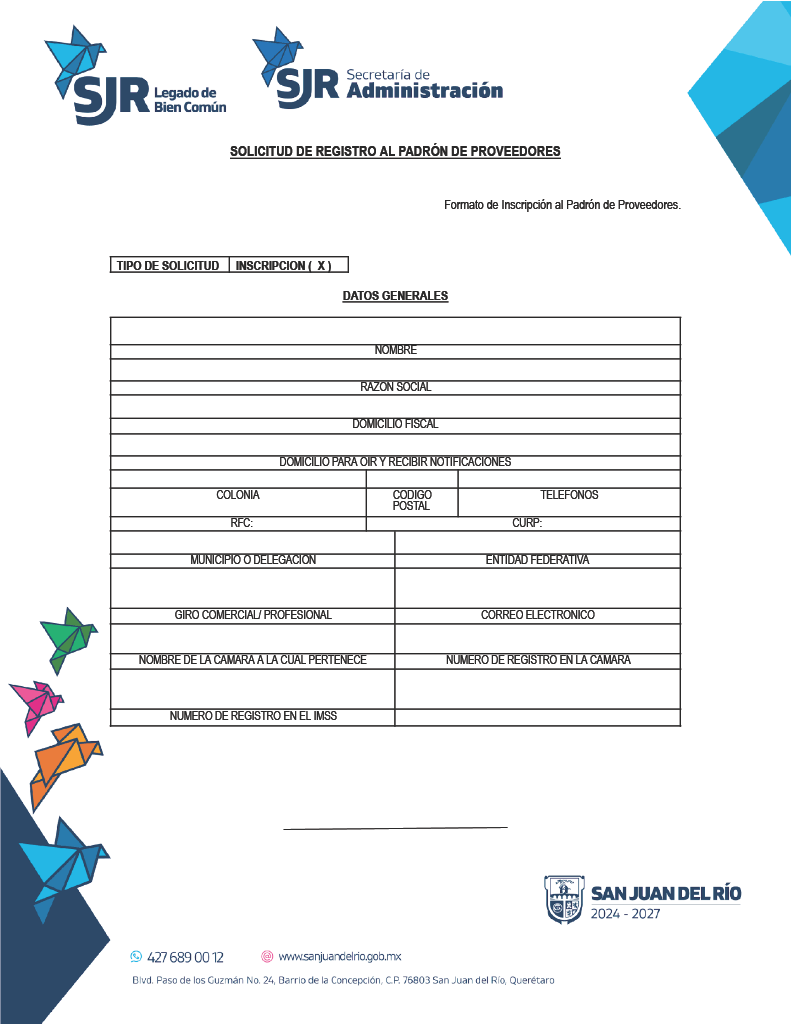 SJR Legado de
Bien Común
SJR Secretaría de
Administración
SOLICITUD DE REGISTRO AL PADRÓN DE PROVEEDORES
Formato de Inscripción al Padrón de Proveedores.
TIPO DE SOLICITUD INSCRIPCION ( X )
DATOS GENERALES
NOMBRE
RAZON SOCIAL
DOMICILIO FISCAL
DOMICILIO PARA OIR Y RECIBIR NOTIFICACIONES
COLONIA CODIGO POSTAL TELEFONOS
RFC: CURP:
MUNICIPIO O DELEGACION ENTIDAD FEDERATIVA
GIRO COMERCIAL/ PROFESIONAL CORREO ELECTRONICO
NOMBRE DE LA CAMARA A LA CUAL PERTENECE NUMERO DE REGISTRO EN LA CAMARA
NUMERO DE REGISTRO EN EL IMSS
SAN JUAN DEL RÍO
2024 - 2027
427 689 00 12 www.sanjuandelrio.gob.mx
Blvd. Paso de los Guzmán No. 24, Barrio de la Concepción, C.P. 76803 San Juan del Río, Querétaro